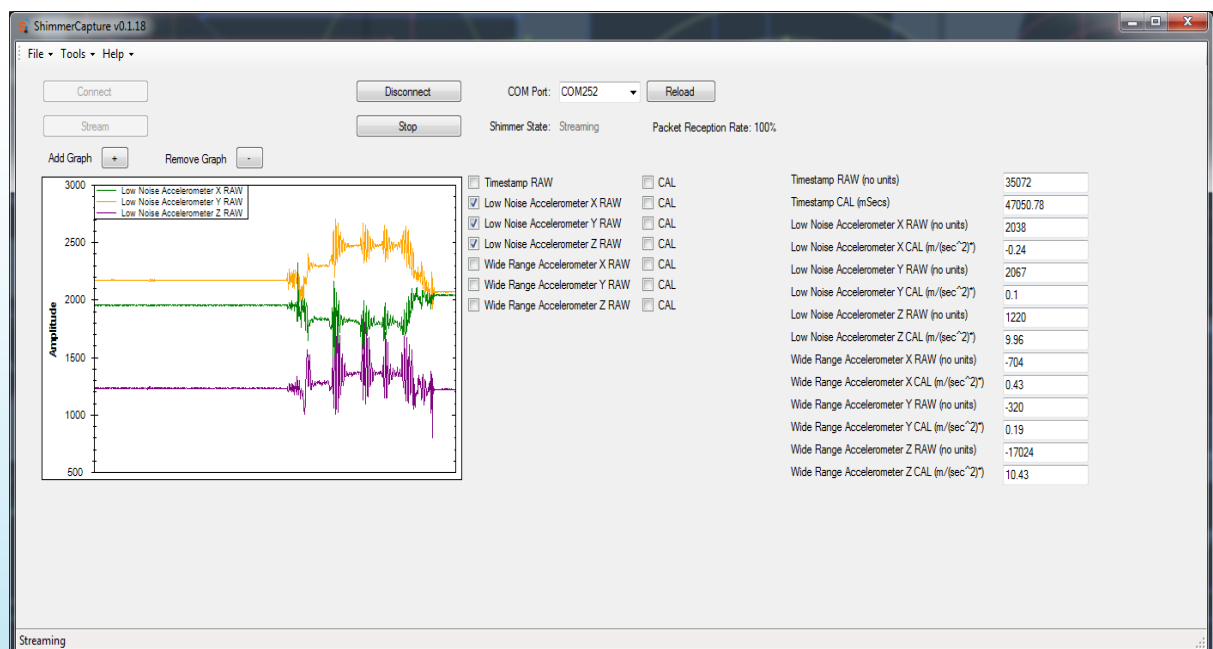 ShimmerCapture v0.1.18
File Tools Help
Connect
Disconnect
COM Port: COM252
Reload
Stream
Stop
Shimmer State: Streaming
Packet Reception Rate: 100%
Add Graph +
Remove Graph -
3000
2500
2000
1500
1000
500
Amplitude
Low Noise Accelerometer X RAW
Low Noise Accelerometer Y RAW
Low Noise Accelerometer Z RAW
Timestamp RAW CAL
Low Noise Accelerometer X RAW CAL
Low Noise Accelerometer Y RAW CAL
Low Noise Accelerometer Z RAW CAL
Wide Range Accelerometer X RAW CAL
Wide Range Accelerometer Y RAW CAL
Wide Range Accelerometer Z RAW CAL
Timestamp RAW (no units) 35072
Timestamp CAL (mSecs) 47050.78
Low Noise Accelerometer X RAW (no units) 2038
Low Noise Accelerometer X CAL (m/(sec^2)*) -0.24
Low Noise Accelerometer Y RAW (no units) 2067
Low Noise Accelerometer Y CAL (m/(sec^2)*) 0.1
Low Noise Accelerometer Z RAW (no units) 1220
Low Noise Accelerometer Z CAL (m/(sec^2)*) 9.96
Wide Range Accelerometer X RAW (no units) -704
Wide Range Accelerometer X CAL (m/(sec^2)*) 0.43
Wide Range Accelerometer Y RAW (no units) -320
Wide Range Accelerometer Y CAL (m/(sec^2)*) 0.19
Wide Range Accelerometer Z RAW (no units) -17024
Wide Range Accelerometer Z CAL (m/(sec^2)*) 10.43
Streaming